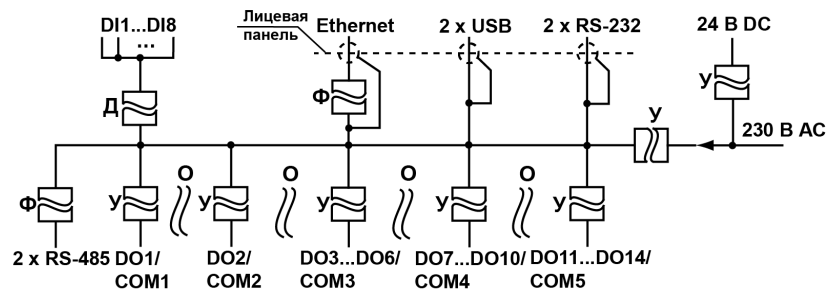 Лицевая панель
Ethernet
2 x USB
2 x RS-232
24 В DC
DI1...DI8
...
Д
Ф
У
У
230 В AC
О
О
О
О
Ф
У
У
У
У
У
2 x RS-485
DO1/
COM1
DO2/
COM2
DO3...DO6/
COM3
DO7...DO10/
COM4
DO11...DO14/
COM5